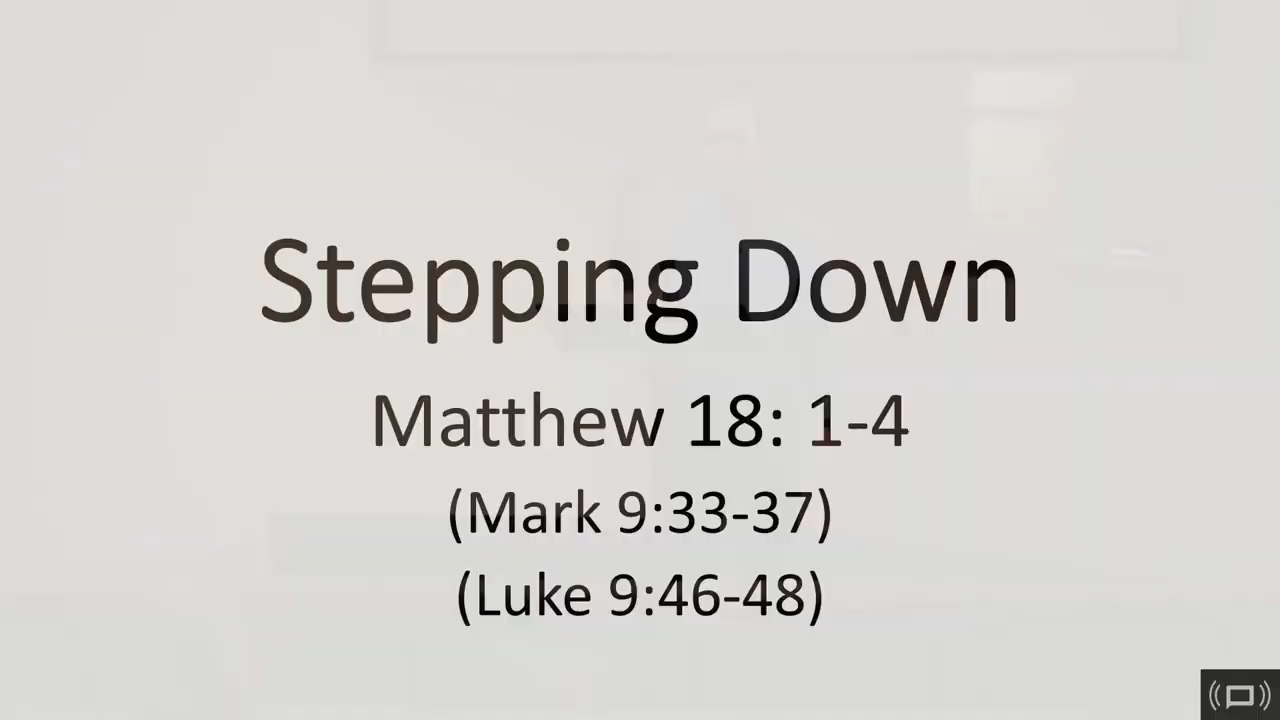 Stepping Down
Matthew 18: 1-4
(Mark 9:33-37)
(Luke 9:46-48)